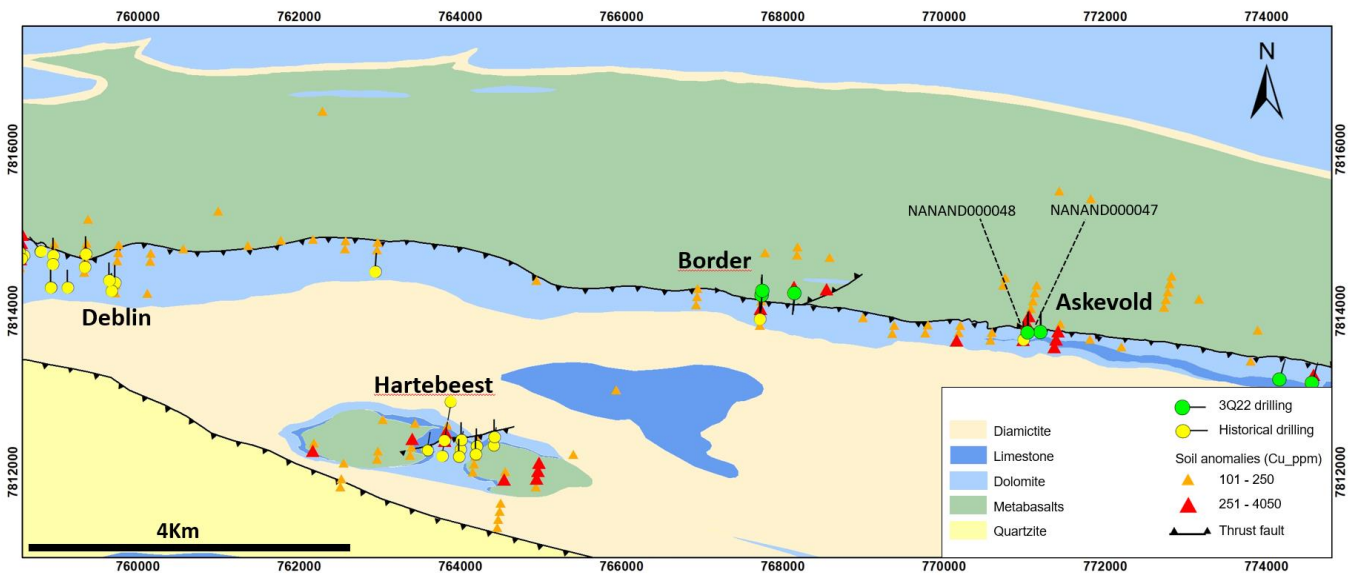 760000 762000 764000 766000 768000 770000 772000 774000
N
7816000
7816000
NANAND000048
NANAND000047
Border
Askevold
Deblin
7814000
7814000
Hartebeest
7812000
7812000
Diamictite
Limestone
Dolomite
Metabasalts
Quartzite
3Q22 drilling
Historical drilling
Soil anomalies (Cu_ppm)
101 - 250
251 - 4050
Thrust fault
4Km
760000 762000 764000 766000 768000 770000 772000 774000